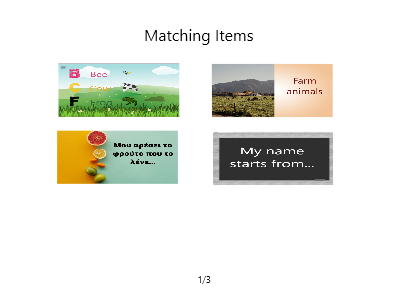 Matching Items
B Bee
C
F frog
Farm
animals
Μου αρέσει το
φρούτο που το
λένε...
My name
starts from...
1/3